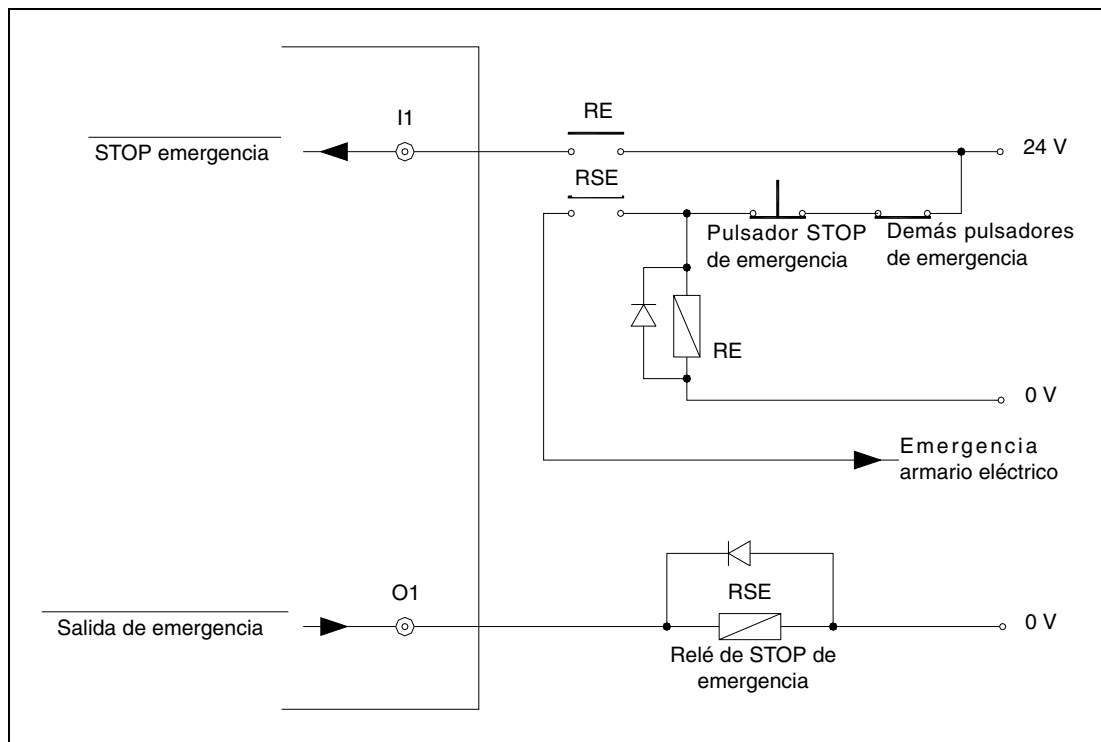 RE
I1
STOP emergencia
24 V
RSE
Pulsador STOP
de emergencia
Demás pulsadores
de emergencia
RE
0 V
Emergencia
armario eléctrico
O1
RSE
Salida de emergencia
0 V
Relé de STOP de
emergencia